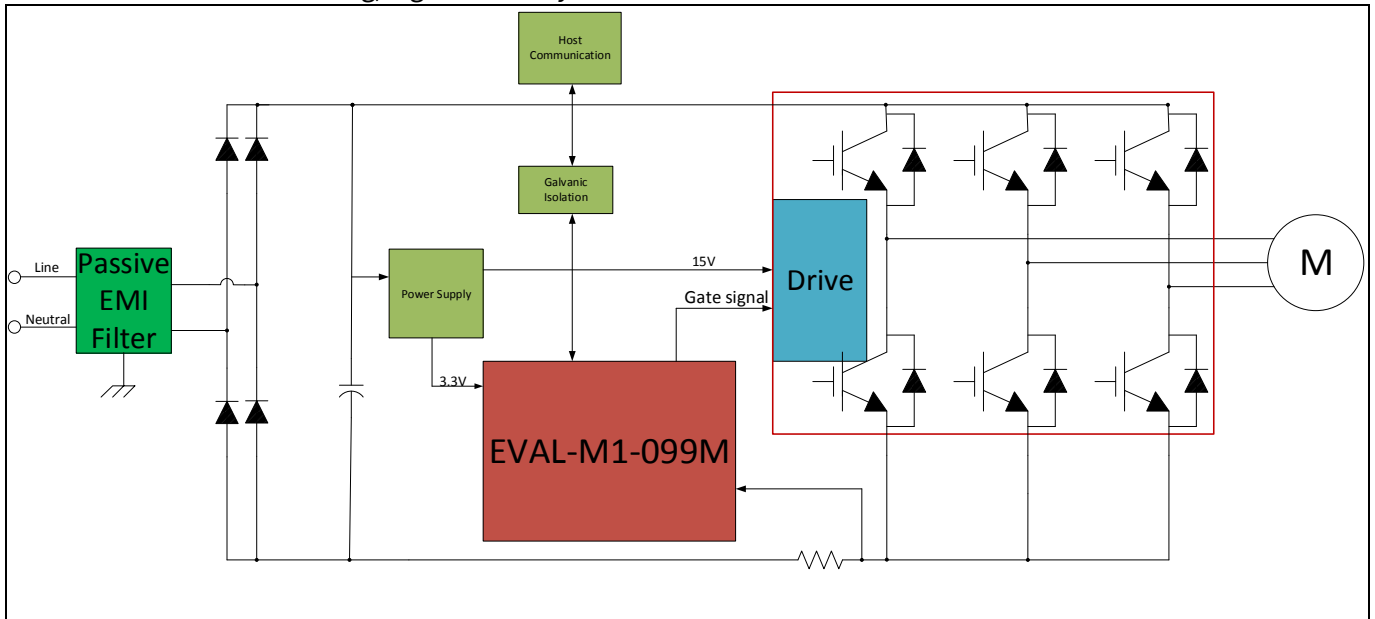 Host
Communication
Galvanic
Isolation
Line
Neutral
Passive
EMI
Filter
Power Supply
15V
Gate signal
3.3V
Drive
M
EVAL-M1-099M